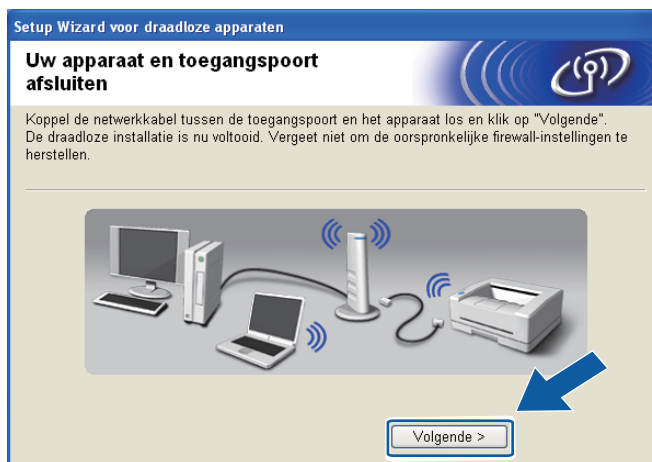 Setup Wizard voor draadloze apparaten
Uw apparaat en toegangspoort
afsluiten
Koppel de netwerkkabel tussen de toegangspoort en het apparaat los en klik op "Volgende".
De draadloze installatie is nu voltooid. Vergeet niet om de oorspronkelijke firewall-instellingen te
herstellen.
Volgende >